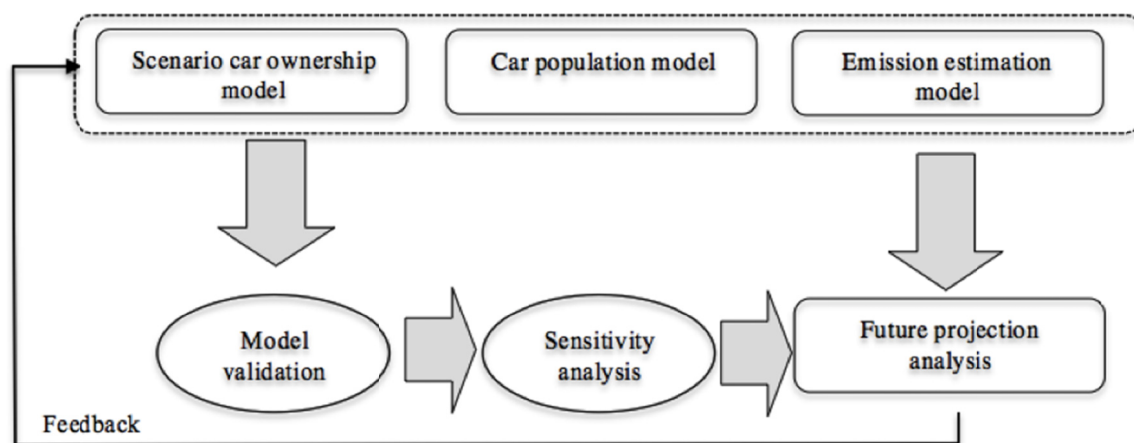 Scenario car ownership
model
Car population model
Emission estimation
model
Model
validation
Sensitivity
analysis
Future projection
analysis
Feedback